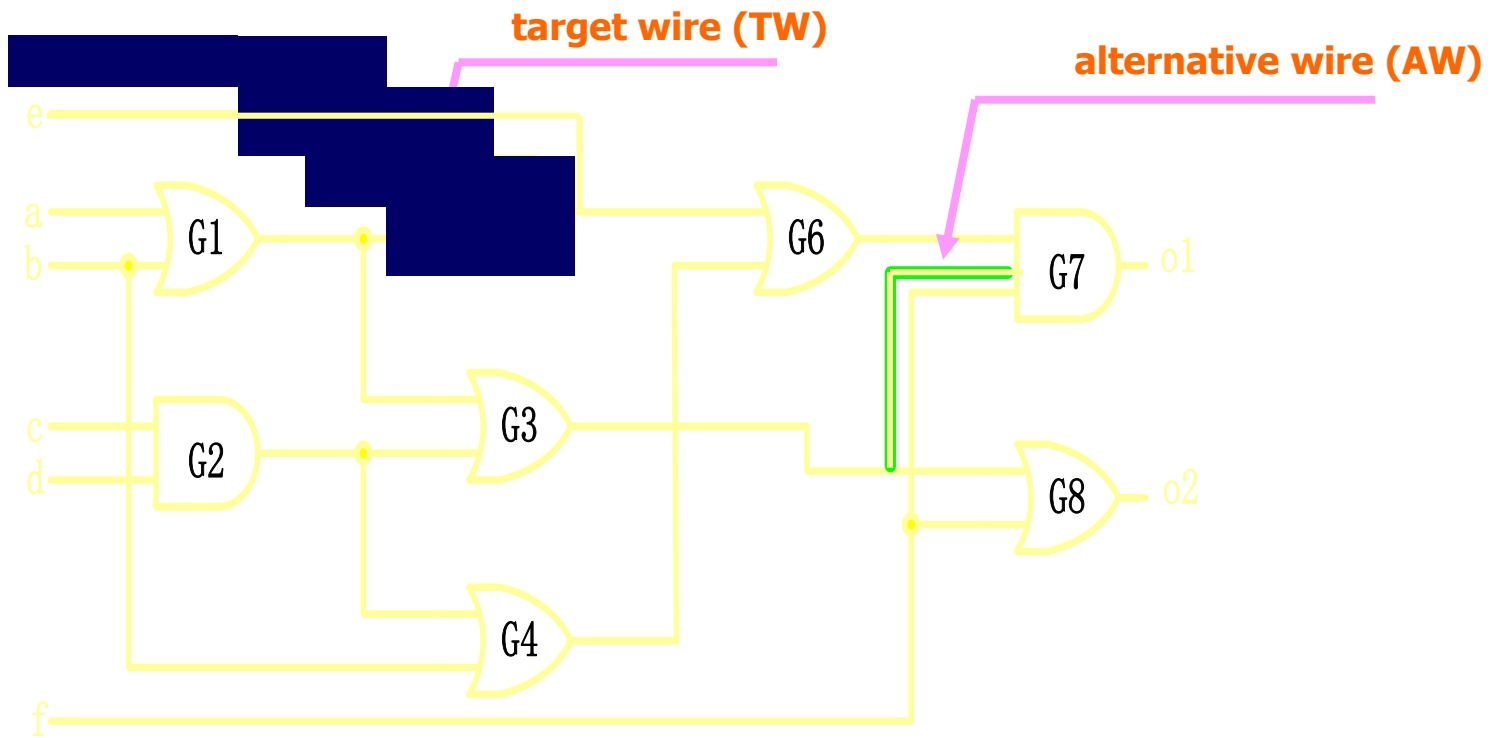 target wire (TW)
alternative wire (AW)
e
a
G1
G6
o1
b
G7
c
G3
G2
d
G8
o2
G4
f